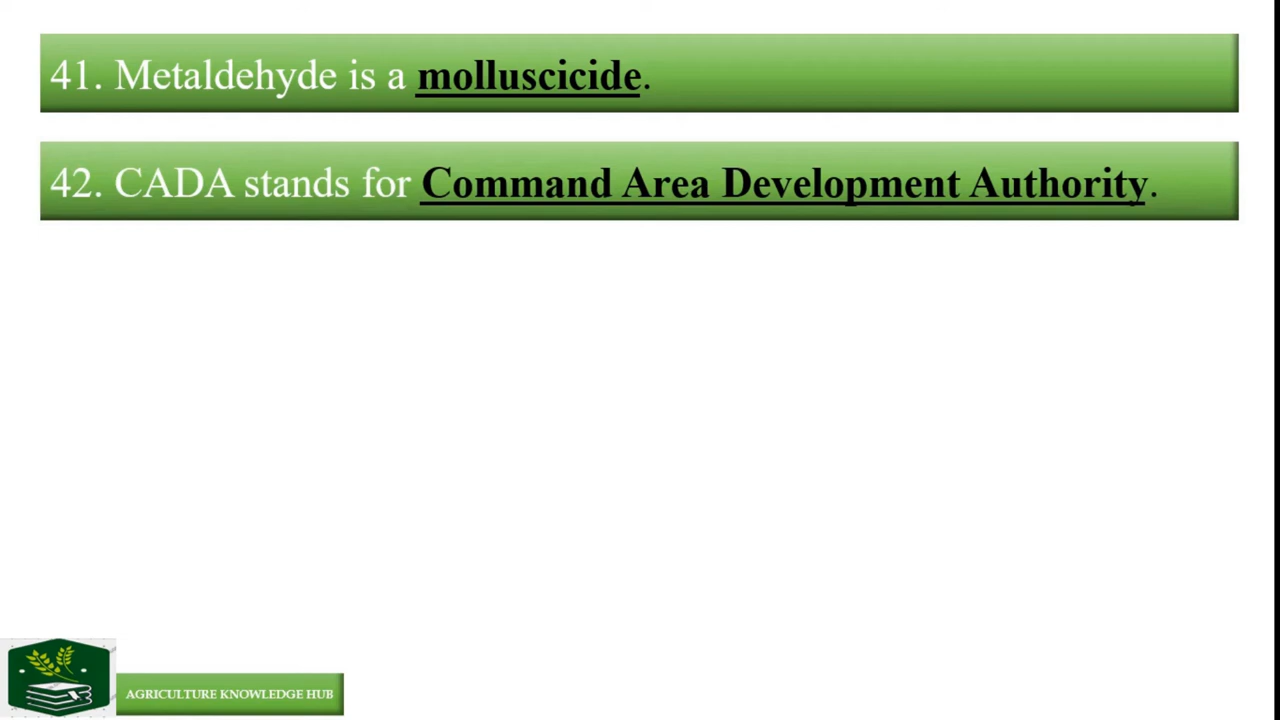 41. Metaldehyde is a molluscicide.
42. CADA stands for Command Area Development Authority.
AGRICULTURE KNOWLEDGE HUB